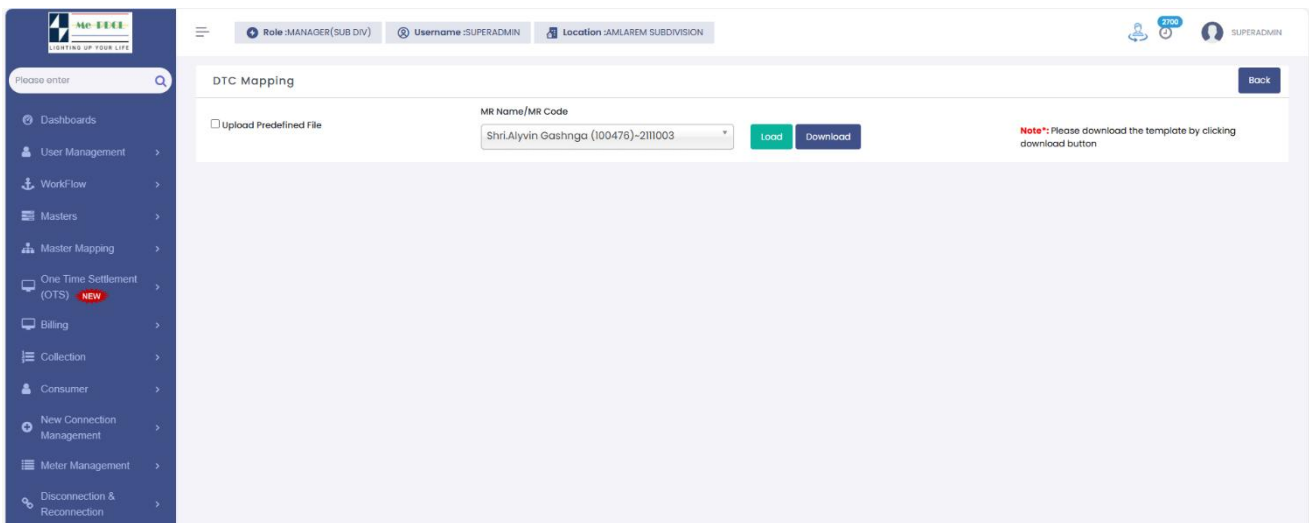 Me-PDCL
LIGHTING UP YOUR LIFE
Role :MANAGER(SUB DIV)
Username :SUPERADMIN
Location :AMLAREM SUBDIVISION
2700
SUPERADMIN
Please enter
DTC Mapping
Back
Upload Predefined File
MR Name/MR Code
Shri.Alyvin Gashnga (100476)~2111003
Load
Download
Note*: Please download the template by clicking
download button
Dashboards
User Management
WorkFlow
Masters
Master Mapping
One Time Settlement
(OTS) NEW
Billing
Collection
Consumer
New Connection
Management
Meter Management
Disconnection &
Reconnection